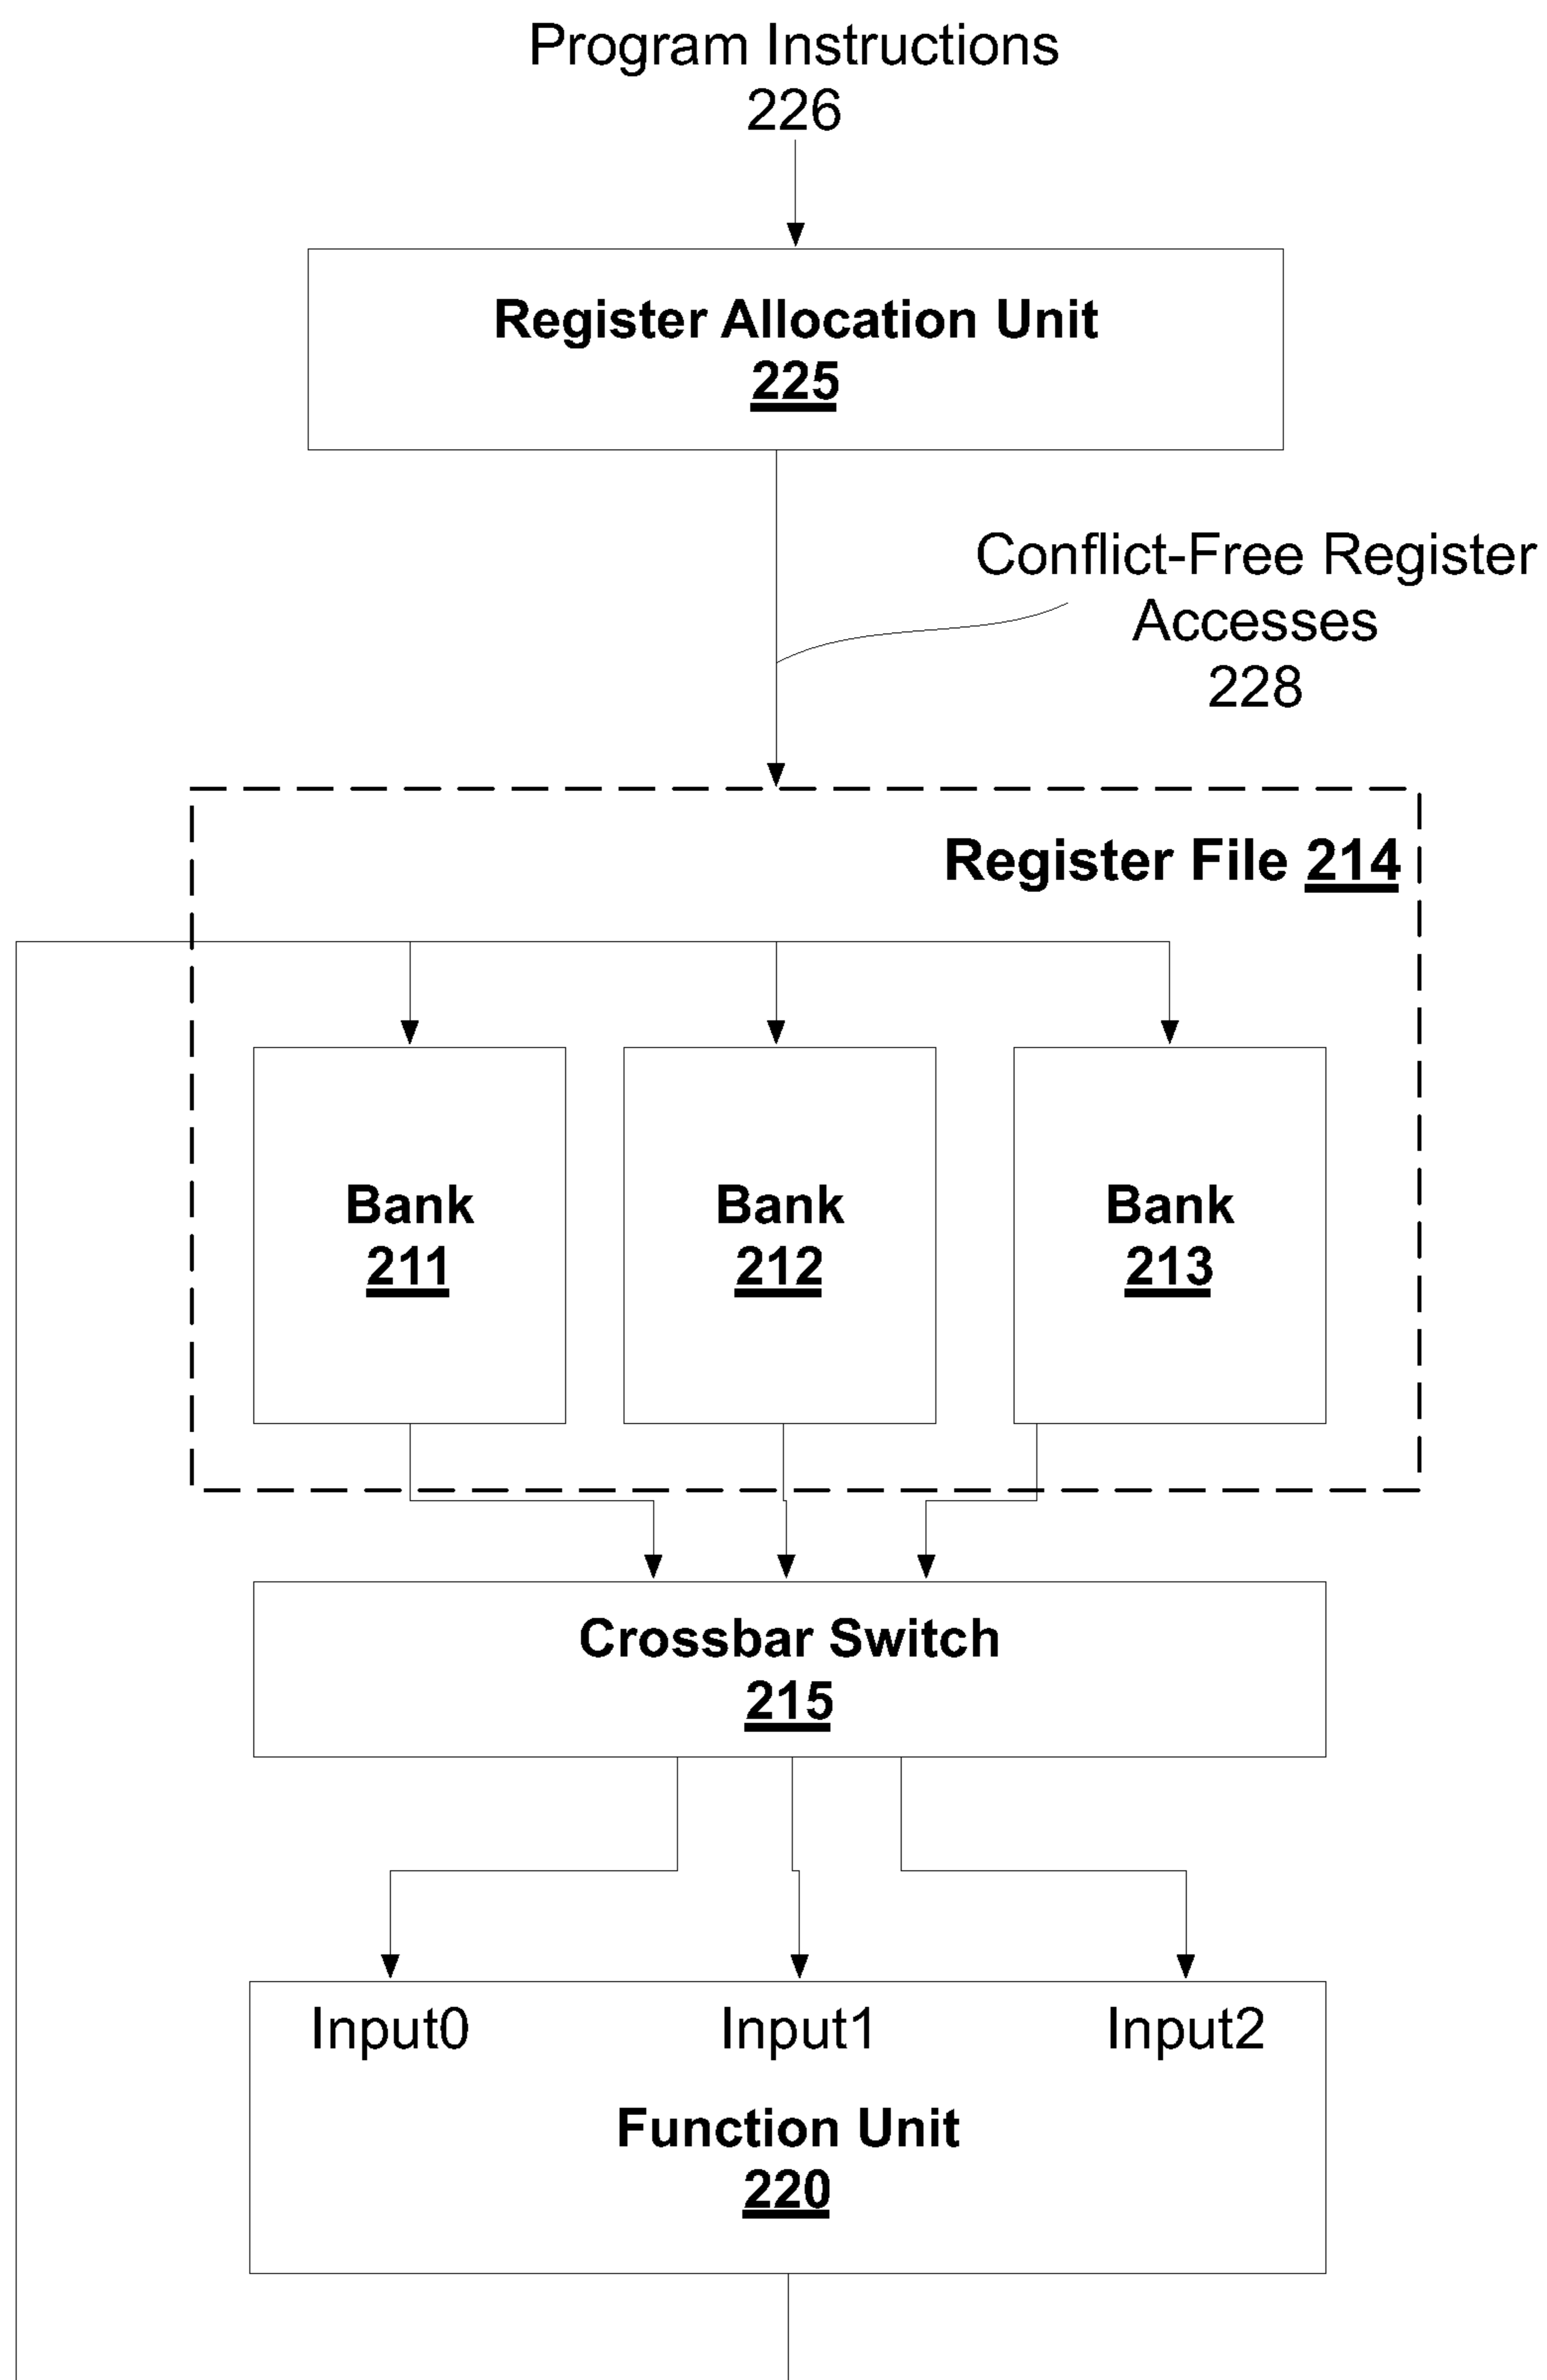 Program Instructions
226
Register Allocation Unit
225
Conflict-Free Register
Accesses
228
Register File 214
Bank
211
Bank
212
Bank
213
Crossbar Switch
215
Input0
Input1
Input2
Function Unit
220